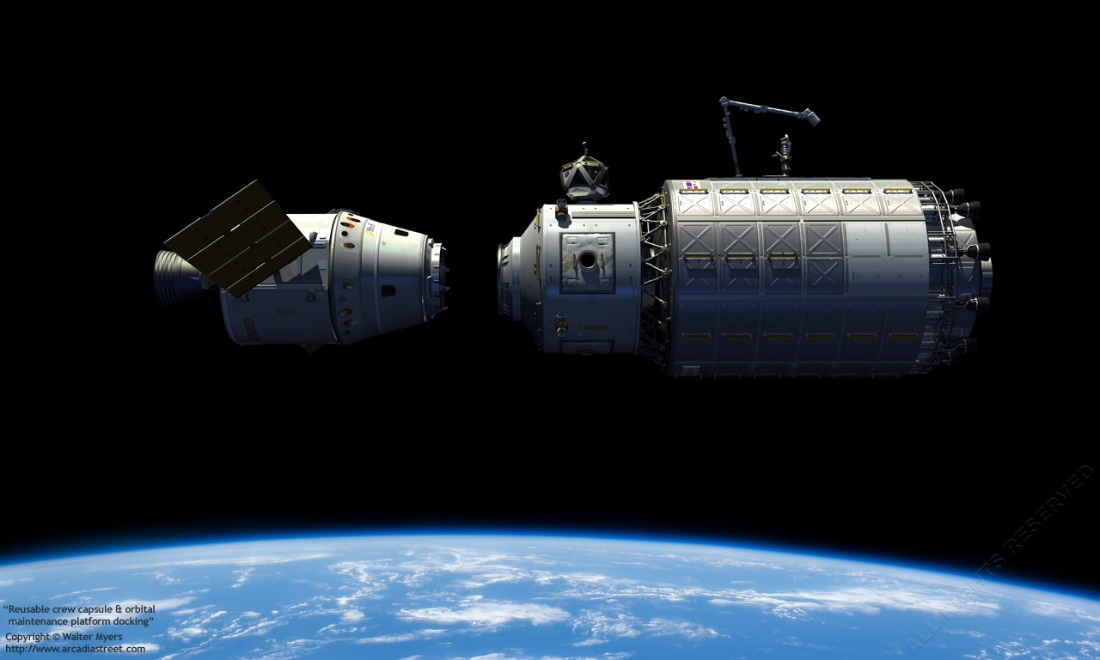 "Reusable crew capsule & orbital
maintenance platform docking"
Copyright © Walter Myers
http://www.arcadiastreet.com
ALL RIGHTS RESERVED